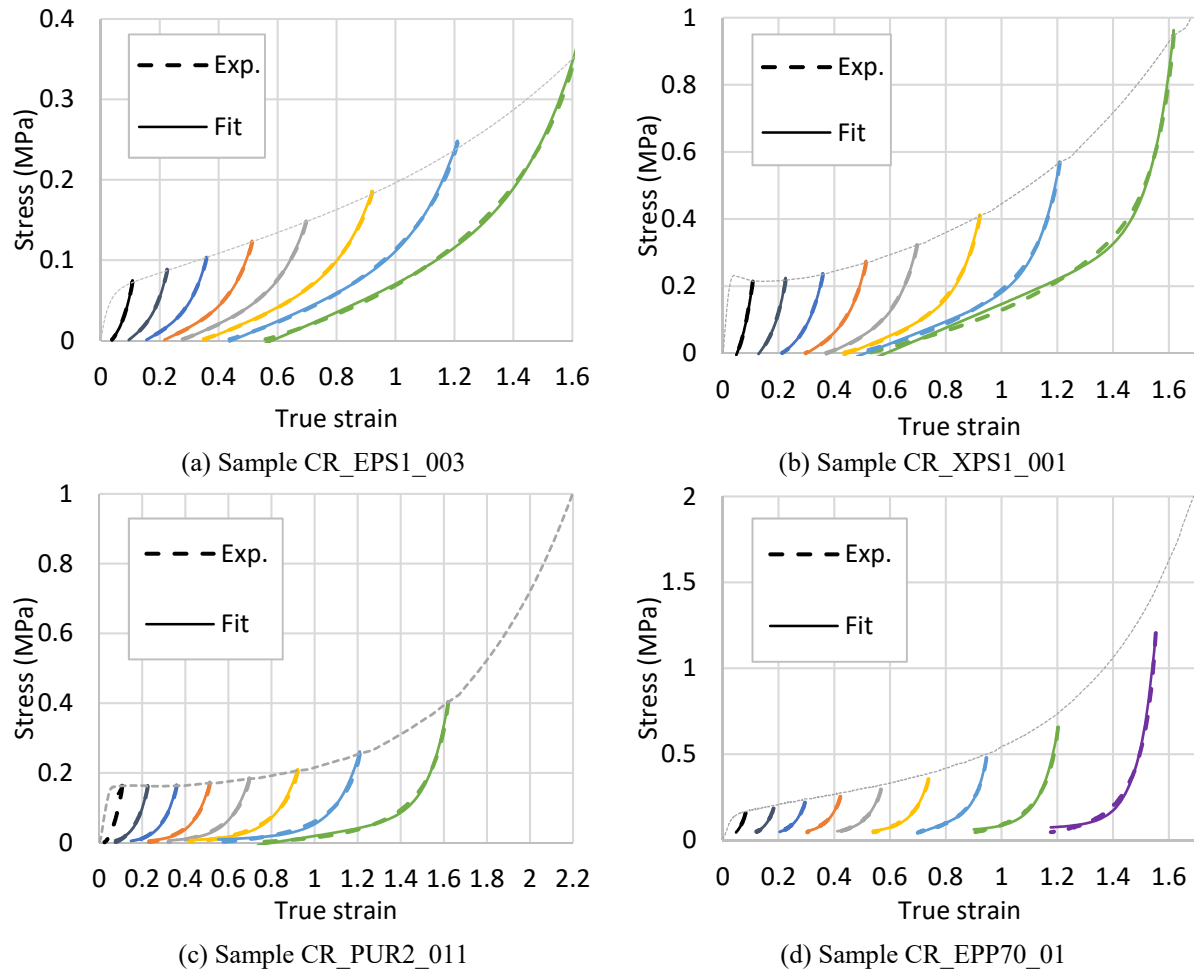 0.4
0.3
0.2
0.1
0
Stress (MPa)
Exp.
Fit
0 0.2 0.4 0.6 0.8 1 1.2 1.4 1.6
True strain
(a) Sample CR_EPS1_003
1
0.8
0.6
0.4
0.2
0
Stress (MPa)
Exp.
Fit
0 0.2 0.4 0.6 0.8 1 1.2 1.4 1.6
True strain
(b) Sample CR_XPS1_001
1
0.8
0.6
0.4
0.2
0
Stress (MPa)
Exp.
Fit
0 0.2 0.4 0.6 0.8 1 1.2 1.4 1.6 1.8 2 2.2
True strain
(c) Sample CR_PUR2_011
2
1.5
1
0.5
0
Stress (MPa)
Exp.
Fit
0 0.2 0.4 0.6 0.8 1 1.2 1.4 1.6
True strain
(d) Sample CR_EPP70_01